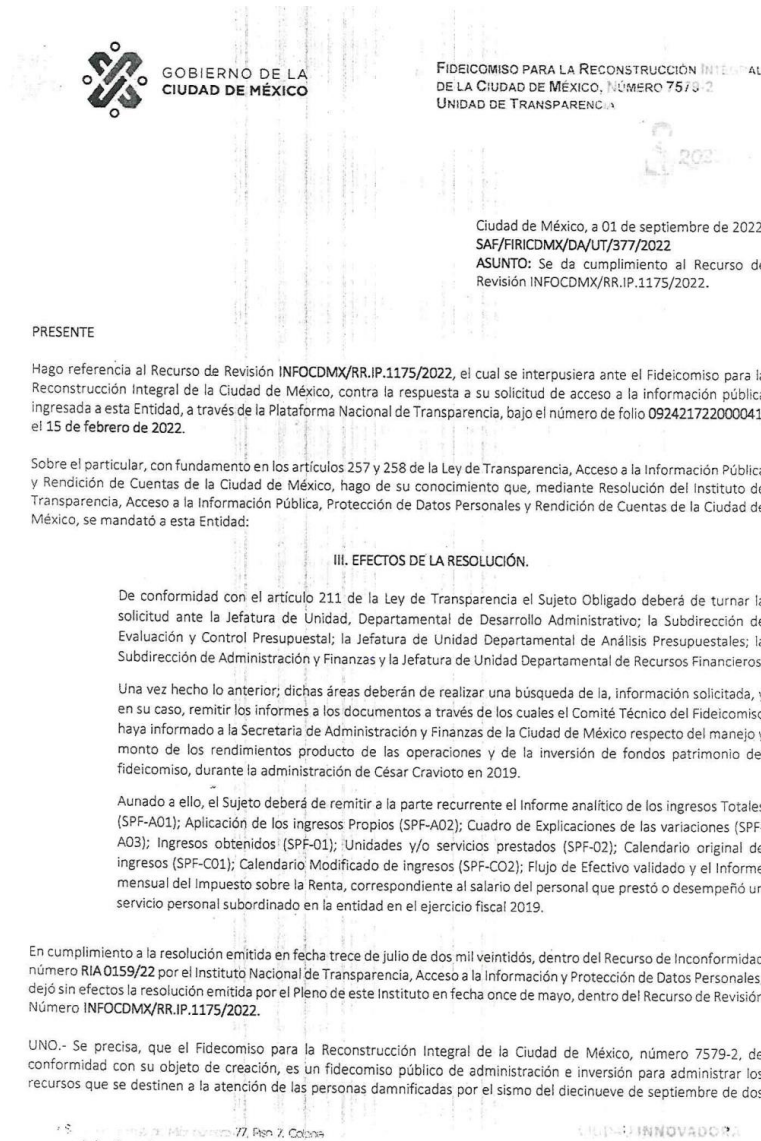 GOBIERNO DE LA
CIUDAD DE MÉXICO
FIDEICOMISO PARA LA RECONSTRUCCIÓN
DE LA CIUDAD DE MÉXICO, NÚMERO 7579-2
UNIDAD DE TRANSPARENCIA
Ciudad de México, a 01 de septiembre de 2022
SAF/FIRICDMX/DA/UT/377/2022
ASUNTO: Se da cumplimiento al Recurso de
Revisión INFOCDMX/RR.IP.1175/2022.
PRESENTE
Hago referencia al Recurso de Revisión INFOCDMX/RR.IP.1175/2022, el cual se interpusiera ante el Fideicomiso para la
Reconstrucción Integral de la Ciudad de México, contra la respuesta a su solicitud de acceso a la información pública
ingresada a esta Entidad, a través de la Plataforma Nacional de Transparencia, bajo el número de folio 092421722000041
el 15 de febrero de 2022.
Sobre el particular, con fundamento en los artículos 257 y 258 de la Ley de Transparencia, Acceso a la Información Pública
y Rendición de Cuentas de la Ciudad de México, hago de su conocimiento que, mediante Resolución del Instituto de
Transparencia, Acceso a la Información Pública, Protección de Datos Personales y Rendición de Cuentas de la Ciudad de
México, se mandató a esta Entidad:
III. EFECTOS DE LA RESOLUCIÓN.
De conformidad con el artículo 211 de la Ley de Transparencia el Sujeto Obligado deberá de turnar la
solicitud ante la Jefatura de Unidad, Departamental de Desarrollo Administrativo; la Subdirección de
Evaluación y Control Presupuestal; la Jefatura de Unidad Departamental de Análisis Presupuestales; la
Subdirección de Administración y Finanzas y la Jefatura de Unidad Departamental de Recursos Financieros
Una vez hecho lo anterior; dichas áreas deberán de realizar una búsqueda de la, información solicitada, y
en su caso, remitir los informes a los documentos a través de los cuales el Comité Técnico del Fideicomiso
haya informado a la Secretaria de Administración y Finanzas de la Ciudad de México respecto del manejo y
monto de los rendimientos producto de las operaciones y de la inversión de fondos patrimonio de
fideicomiso, durante la administración de César Cravioto en 2019.
Aunado a ello, el Sujeto deberá de remitir a la parte recurrente el Informe analítico de los ingresos Totales
(SPF-A01); Aplicación de los ingresos Propios (SPF-A02); Cuadro de Explicaciones de las variaciones (SPF-
A03); Ingresos obtenidos (SPF-01); Unidades y/o servicios prestados (SPF-02); Calendario original de
ingresos (SPF-C01); Calendario Modificado de ingresos (SPF-CO2); Flujo de Efectivo validado y el Informe
mensual del Impuesto sobre la Renta, correspondiente al salario del personal que prestó o desempeñó un
servicio personal subordinado en la entidad en el ejercicio fiscal 2019.
En cumplimiento a la resolución emitida en fecha trece de julio de dos mil veintidós, dentro del Recurso de Inconformidad
número RIA 0159/22 por el Instituto Nacional de Transparencia, Acceso a la Información y Protección de Datos Personales,
dejó sin efectos la resolución emitida por el Pleno de este Instituto en fecha once de mayo, dentro del Recurso de Revisión
Número INFOCDMX/RR.IP.1175/2022.
UNO.- Se precisa, que el Fidecomiso para la Reconstrucción Integral de la Ciudad de México, número 7579-2, de
conformidad con su objeto de creación, es un fideicomiso público de administración e inversión para administrar los
recursos que se destinen a la atención de las personas damnificadas por el sismo del diecinueve de septiembre de dos
77, Piso 7, Colonia
INNOVADORA